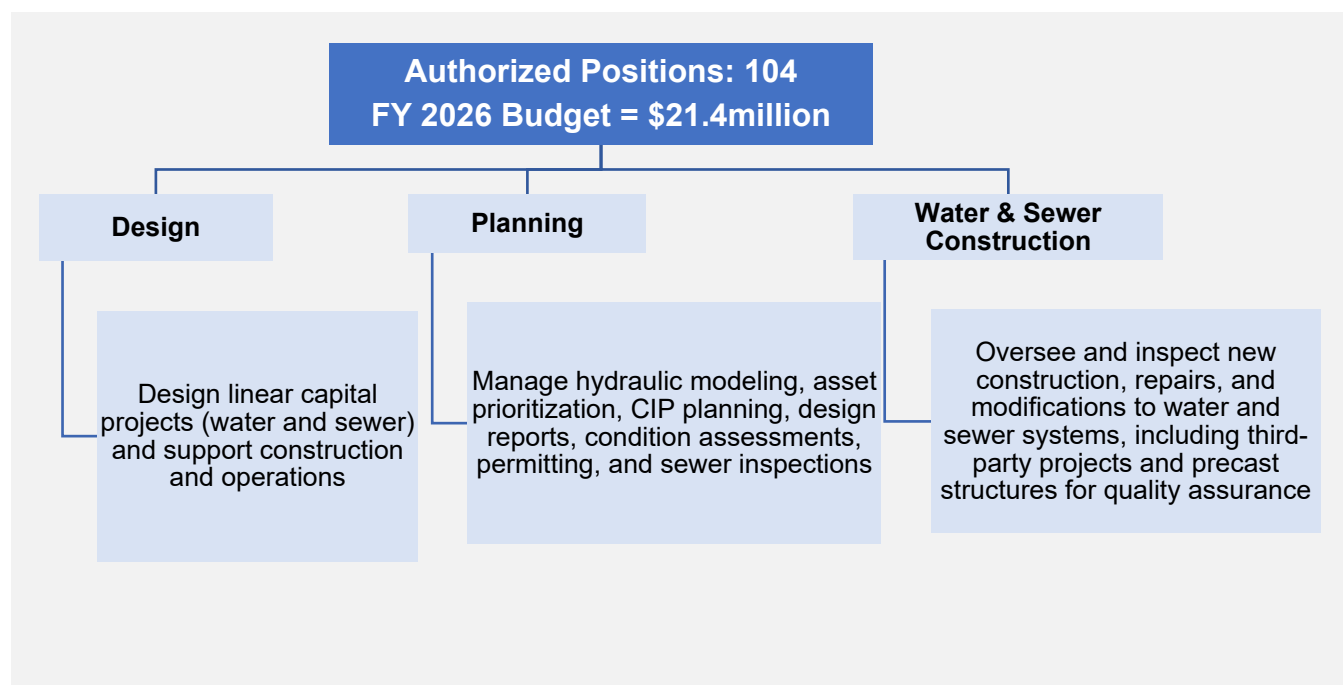 Authorized Positions: 104
FY 2026 Budget = $21.4million
Design
Planning
Water & Sewer
Construction
Design linear capital
projects (water and sewer)
and support construction
and operations
Manage hydraulic modeling, asset
prioritization, CIP planning, design
reports, condition assessments,
permitting, and sewer inspections
Oversee and inspect new
construction, repairs, and
modifications to water and
sewer systems, including third-
party projects and precast
structures for quality assurance